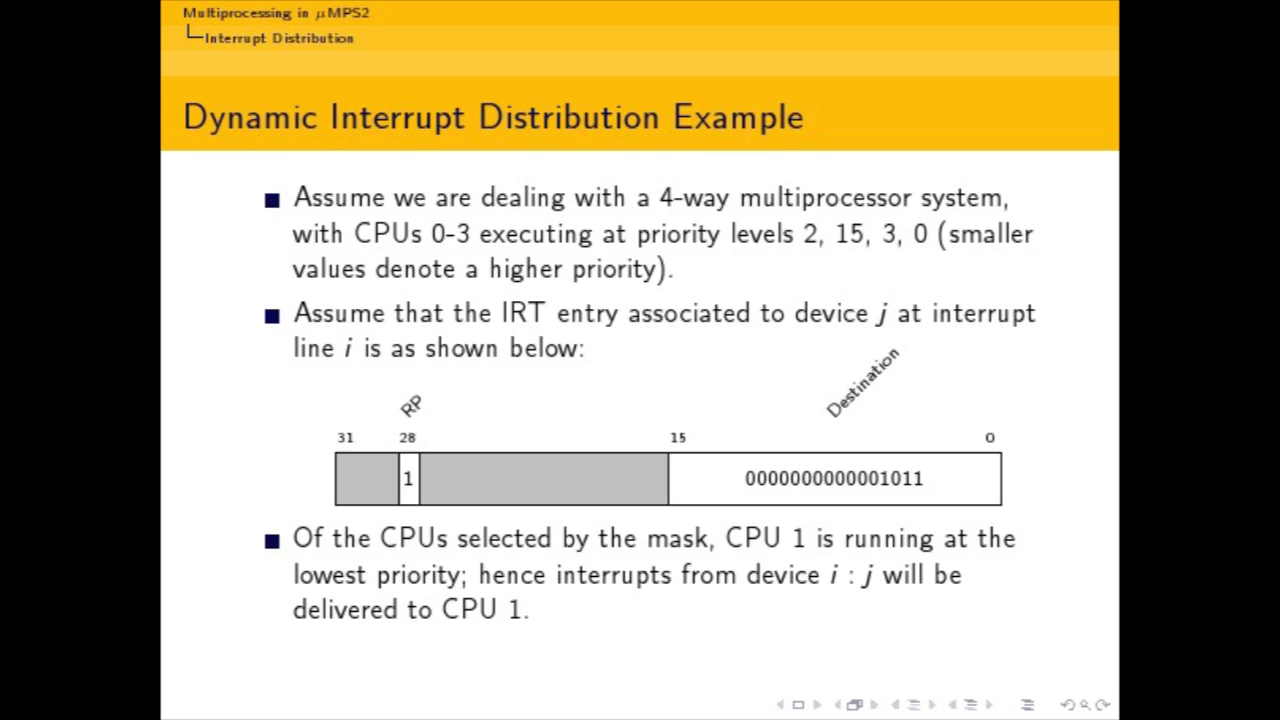 Multiprocessing in μMPS2
Interrupt Distribution
Dynamic Interrupt Distribution Example
Assume we are dealing with a 4-way multiprocessor system,
with CPUs 0-3 executing at priority levels 2, 15, 3, 0 (smaller
values denote a higher priority).
Assume that the IRT entry associated to device j at interrupt
line i is as shown below:
RP
Destination
31 28 15 0
1 0000000000001011
Of the CPUs selected by the mask, CPU 1 is running at the
lowest priority; hence interrupts from device i : j will be
delivered to CPU 1.